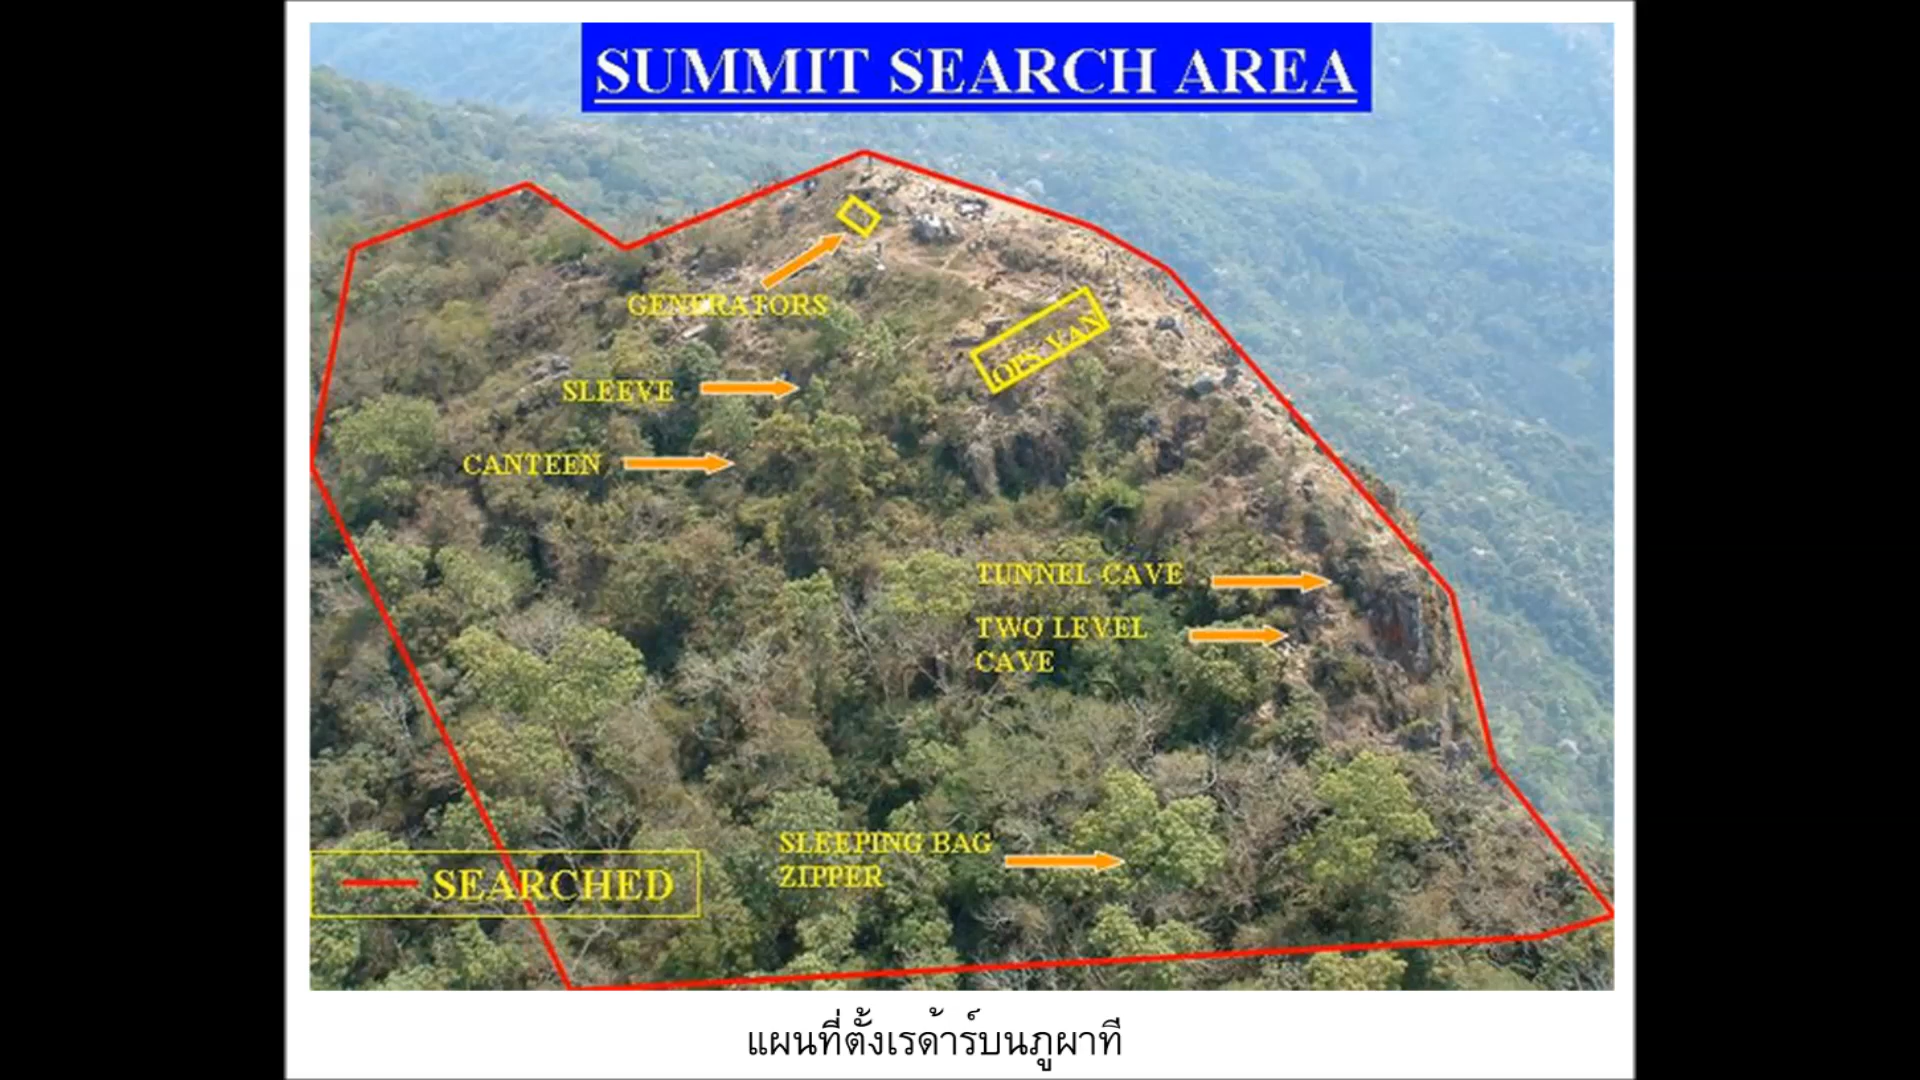 SUMMIT SEARCH AREA
GENERATORS
OPS VAN
SLEEVE
CANTEEN
TUNNEL CAVE
TWO LEVEL
CAVE
SLEEPING BAG
ZIPPER
SEARCHED
แผนที่ตั้งเรด้าร์บนภูผาที